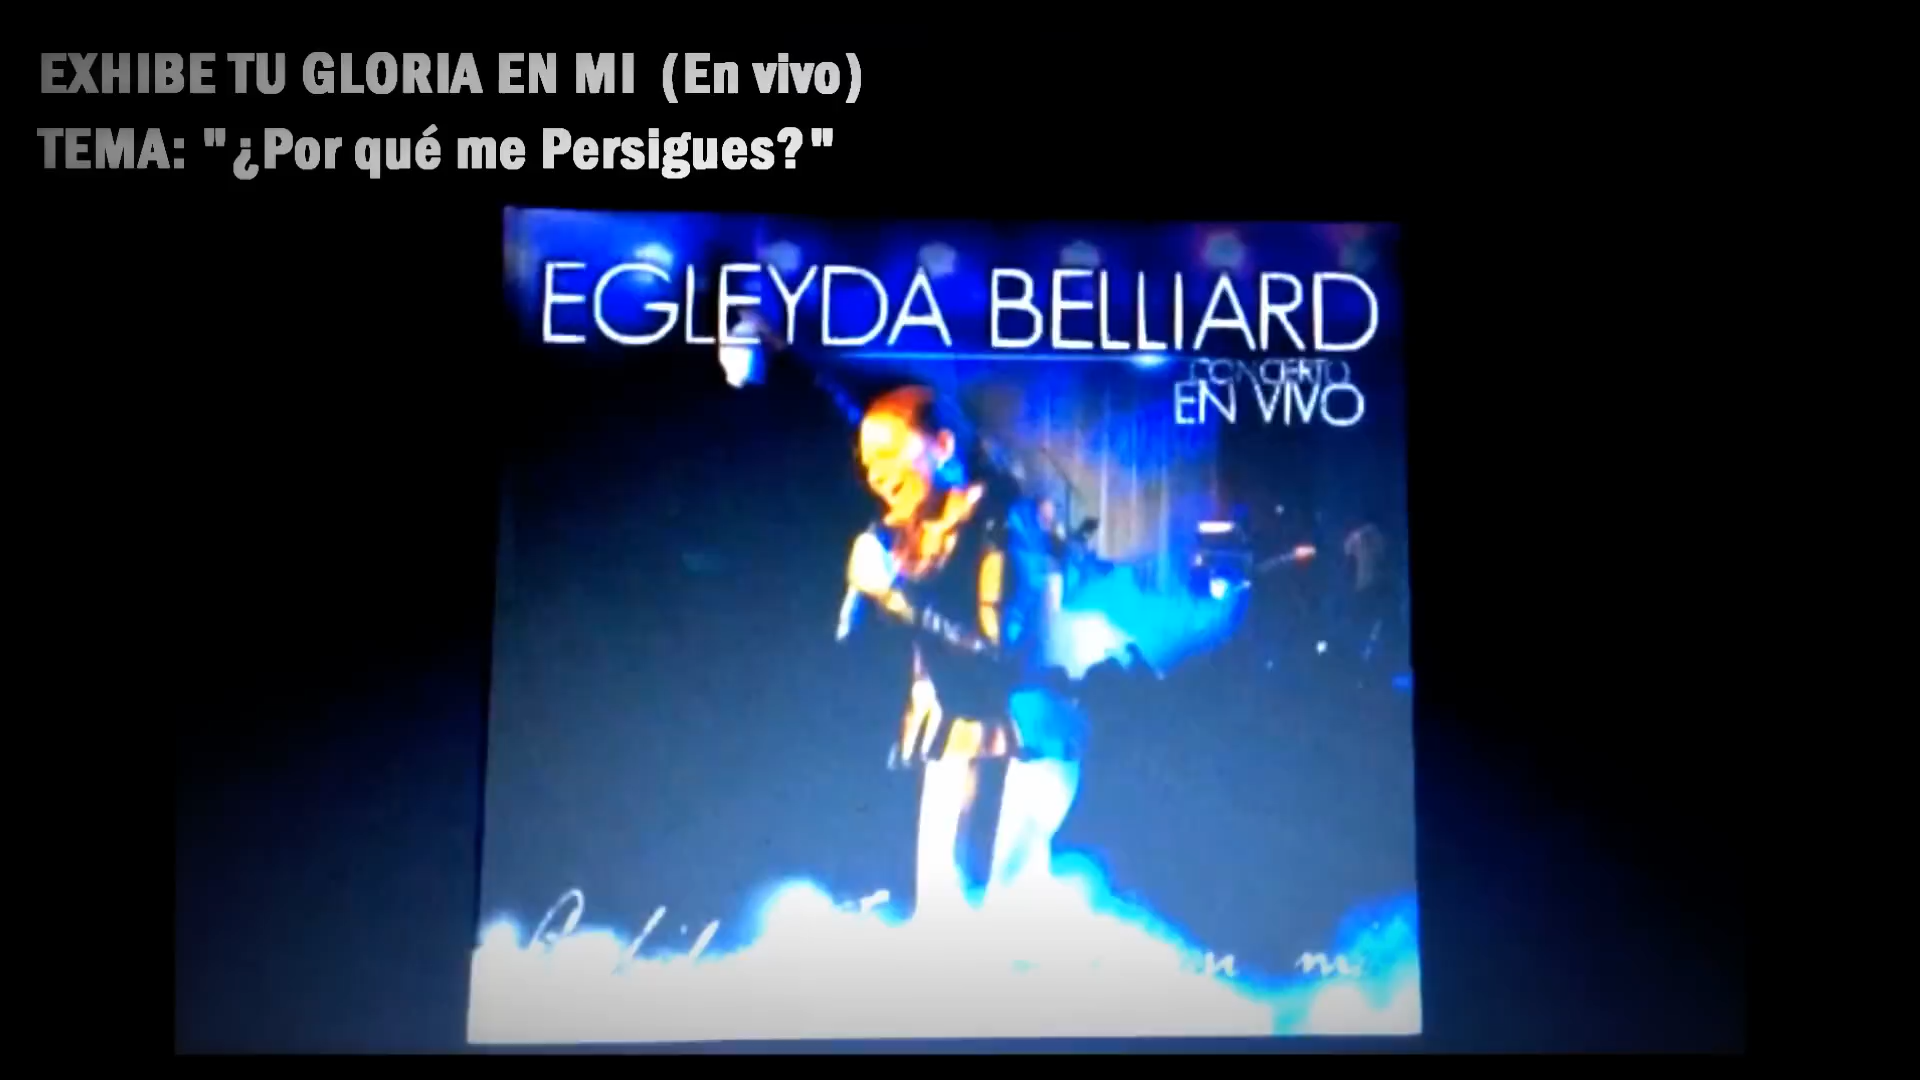 EXHIBE TU GLORIA EN MI (En vivo)
TEMA: "¿Por qué me Persigues?"
EGLEYDA BELLIARD
CONCIERTO
EN VIVO